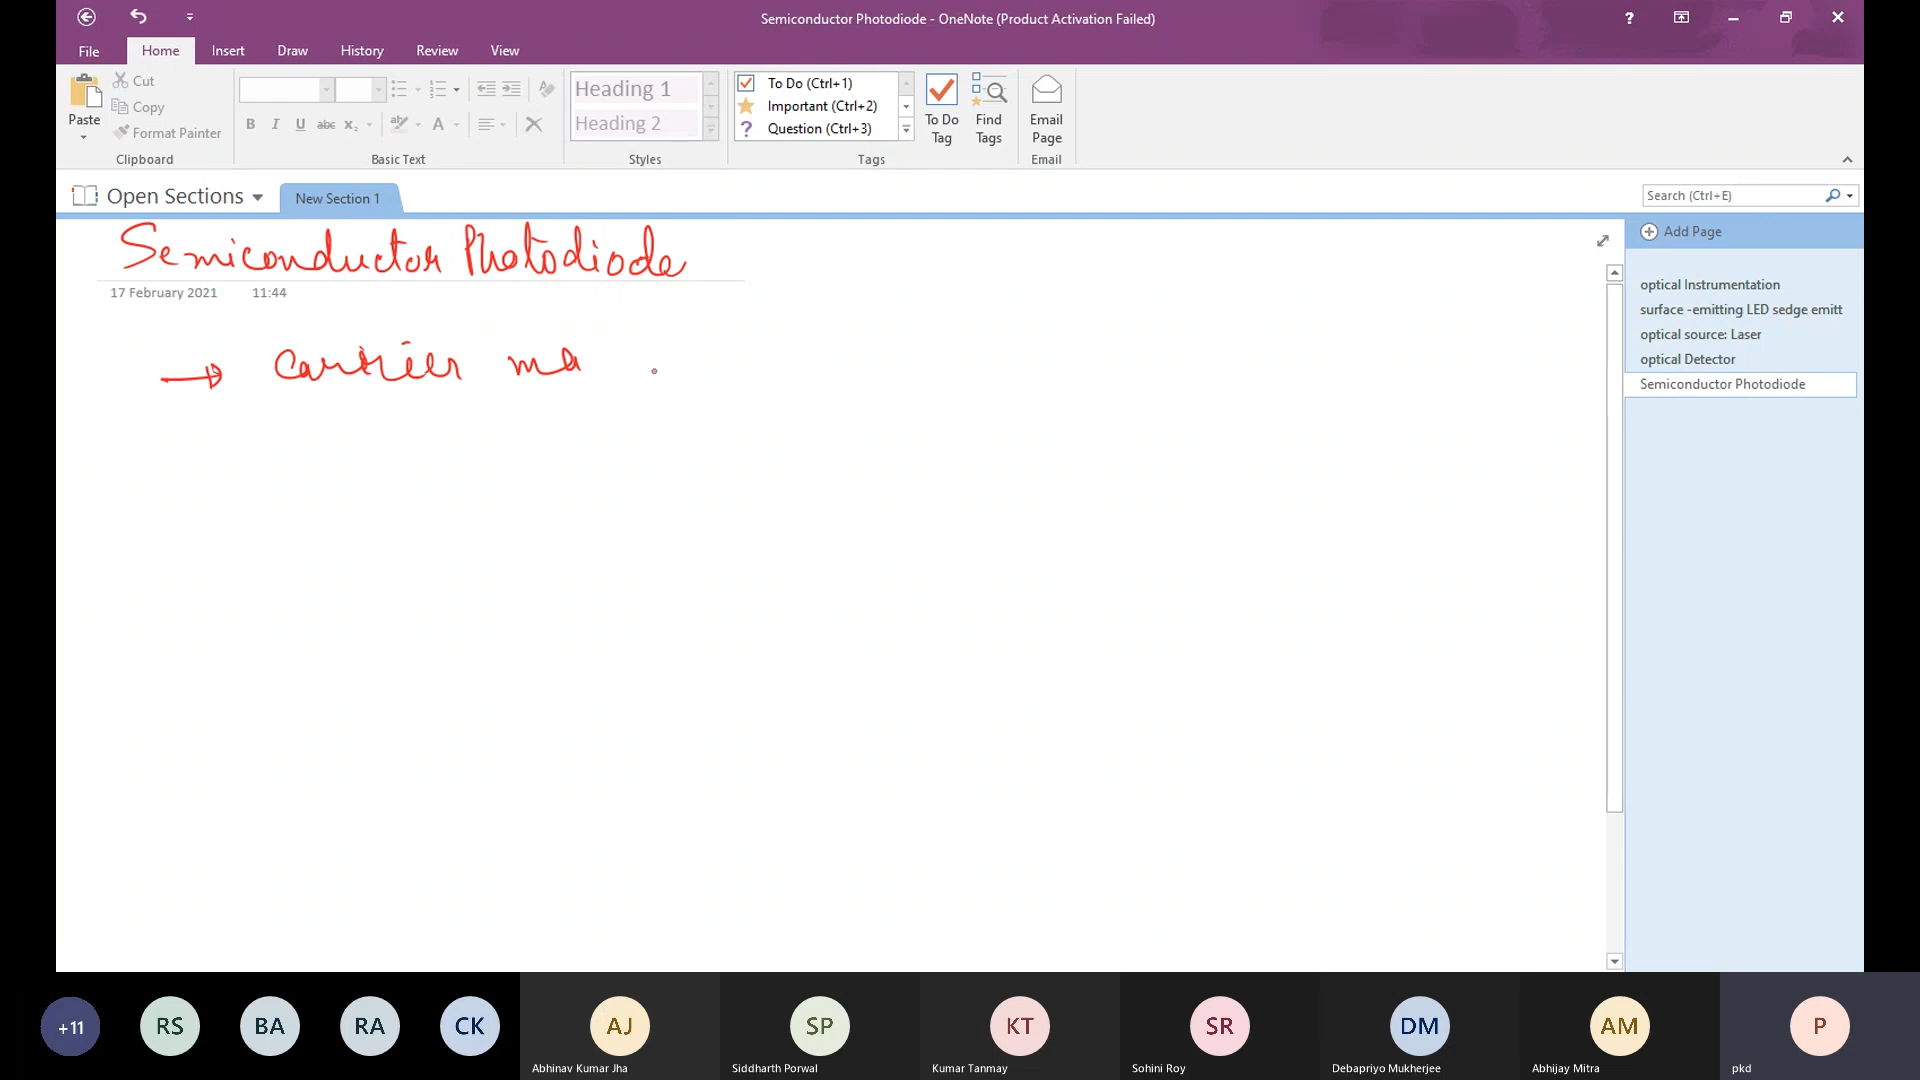 Semiconductor Photodiode - OneNote (Product Activation Failed)
?
File Home Insert Draw History Review View
Paste
Cut
Copy
Format Painter
Clipboard
B I U abc x₂ A
Basic Text
Heading 1
Heading 2
Styles
To Do (Ctrl+1)
Important (Ctrl+2)
? Question (Ctrl+3)
To Do Tag
Find Tags
Tags
Email Page
Email
Open Sections
New Section 1
Search (Ctrl+E)
Semiconductor Photodiode
17 February 2021 11:44
→ carrier ma
Add Page
optical Instrumentation
surface -emitting LED sedge emitt
optical source: Laser
optical Detector
Semiconductor Photodiode
+11 RS BA RA CK AJ SP KT SR DM AM P
Abhinav Kumar Jha Siddharth Porwal Kumar Tanmay Sohini Roy Debapriyo Mukherjee Abhijay Mitra pkd